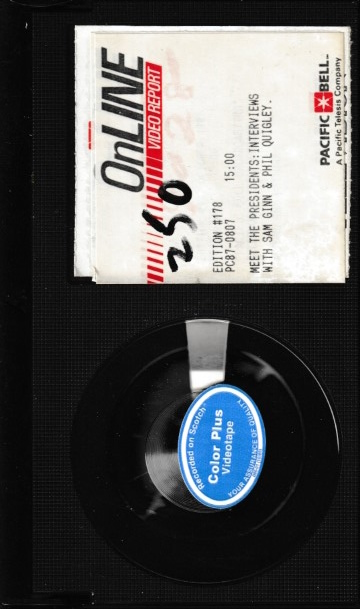 OnLINE
VIDEO REPORT
250
EDITION #178 15:00
PC87-0807
MEET THE PRESIDENTS:INTERVIEWS
WITH SAM GINN & PHIL QUIGLEY.
PACIFIC BELL
A Pacific Telesis Company
Recorded on Scotch™
Color Plus
Videotape
YOUR ASSURANCE OF QUALITY